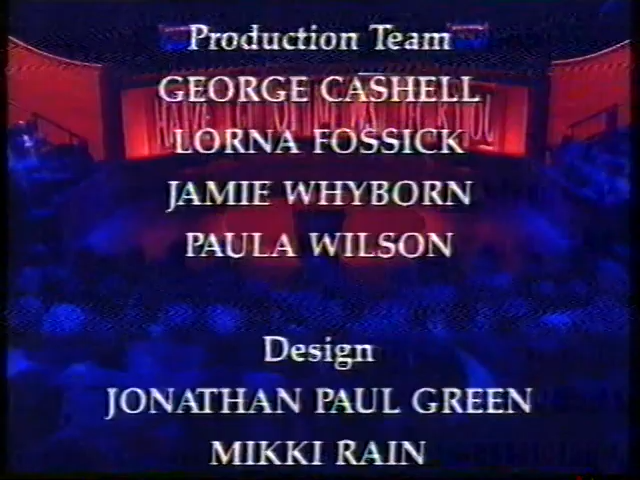 Production Team
GEORGE CASHELL
LORNA FOSSICK
JAMIE WHYBORN
PAULA WILSON
Design
JONATHAN PAUL GREEN
MIKKI RAIN